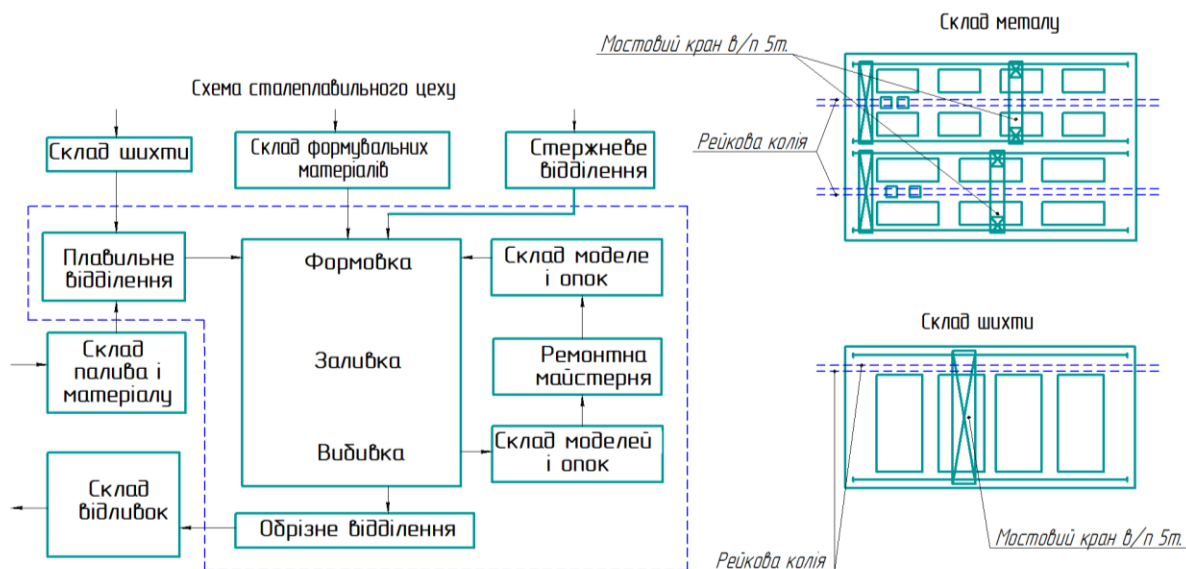 Схема сталеплавильного цеху
Склад шихти
Склад формувальних
матеріалів
Стержневе
відділення
Плавильне
відділення
Формовка
Склад моделе
і опок
Склад
палива і
матеріалу
Заливка
Ремонтна
майстерня
Вибивка
Склад моделей
і опок
Склад
відливок
Обрізне відділення
Склад металу
Мостовий кран в/п 5т.
Рейкова колія
Склад шихти
Мостовий кран в/п 5т.
Рейкова колія